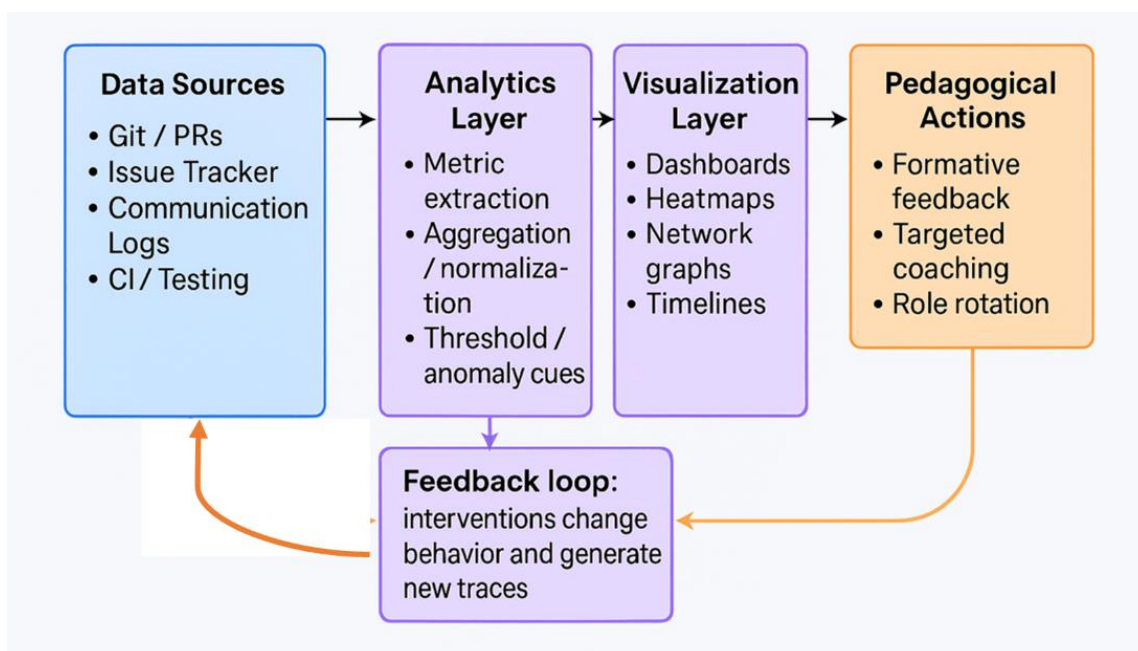 Data Sources
• Git / PRs
• Issue Tracker
• Communication
Logs
• CI / Testing
Analytics
Layer
• Metric
extraction
• Aggregation
/ normaliza-
tion
• Threshold /
anomaly cues
Visualization
Layer
• Dashboards
• Heatmaps
• Network
graphs
• Timelines
Pedagogical
Actions
• Formative
feedback
• Targeted
coaching
• Role rotation
Feedback loop:
interventions change
behavior and generate
new traces